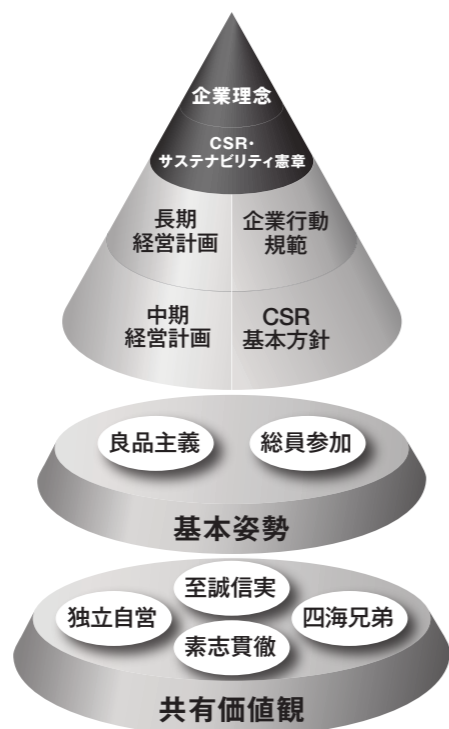 企業理念
CSR・
サステナビリティ憲章
長期
経営計画
企業行動
規範
中期
経営計画
CSR
基本方針
良品主義
総員参加
基本姿勢
至誠信実
独立自営
四海兄弟
素志貫徹
共有価値観